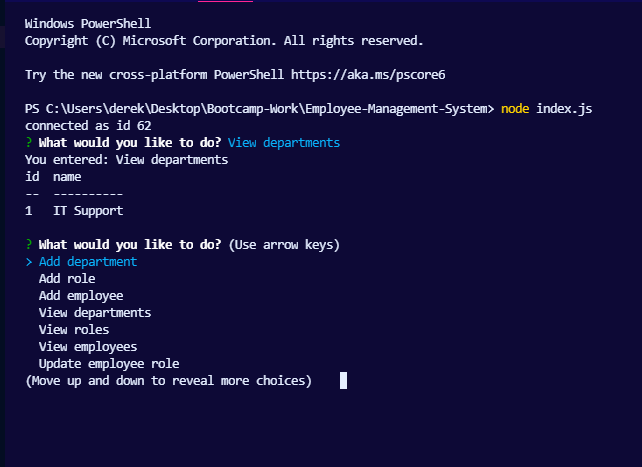 Windows PowerShell
Copyright (C) Microsoft Corporation. All rights reserved.
Try the new cross-platform PowerShell https://aka.ms/pscore6
PS C:\Users\derek\Desktop\Bootcamp-Work\Employee-Management-System> node index.js
connected as id 62
? What would you like to do? View departments
You entered: View departments
id  name
--  ----------
1   IT Support
? What would you like to do? (Use arrow keys)
> Add department
  Add role
  Add employee
  View departments
  View roles
  View employees
  Update employee role
(Move up and down to reveal more choices)